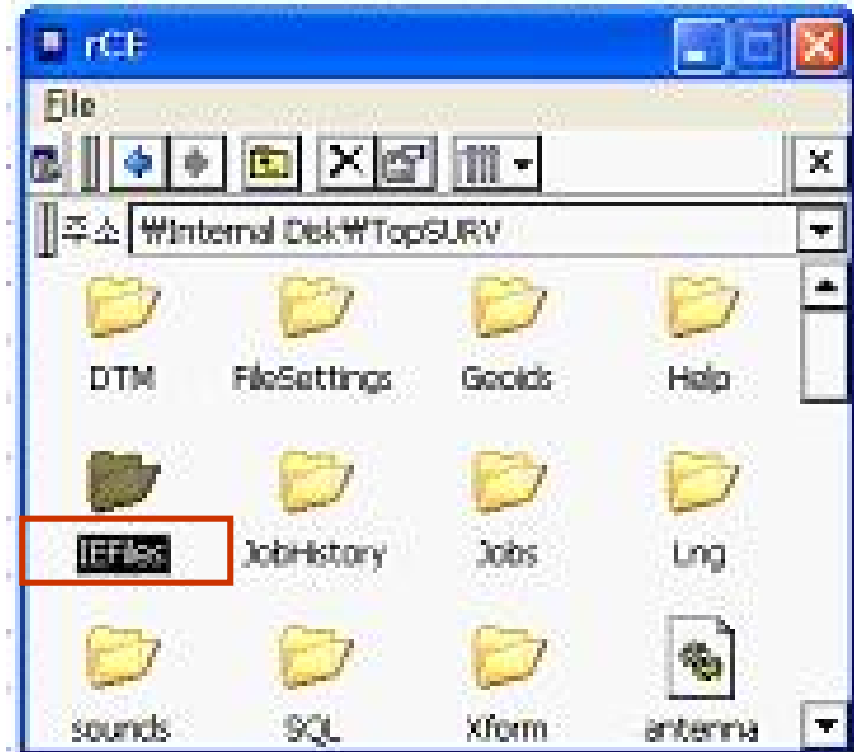 rCE
File
주소 ₩Internal Disk₩TopSURV
DTM FileSettings Geoids Help
IEFiles JobHistory Jobs Lng
sounds SQL Xform antenna